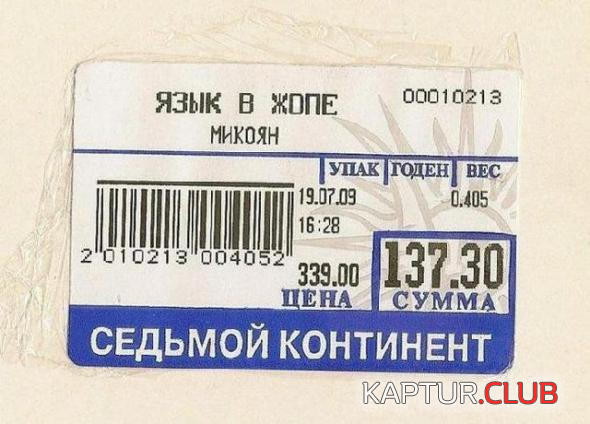 ЯЗЫК В ЖОПЕ 00010213
МИКОЯН
УПАК ГОДЕН ВЕС
19.07.09 0.405
16:28
2 010213 004052
339.00 137.30
ЦЕНА СУММА
СЕДЬМОЙ КОНТИНЕНТ
KAPTUR.CLUB